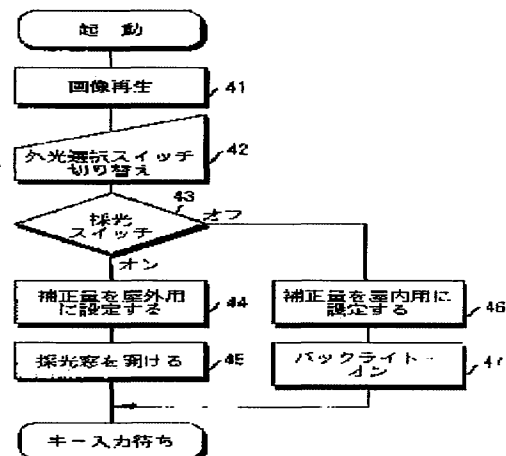 起 動
画像再生
41
外光選択スイッチ
切り替え
42
採光
スイッチ
43
オフ
オン
補正量を屋外用
に設定する
44
採光窓を開ける
45
補正量を屋内用に
設定する
46
バックライト・
オン
47
キー入力待ち